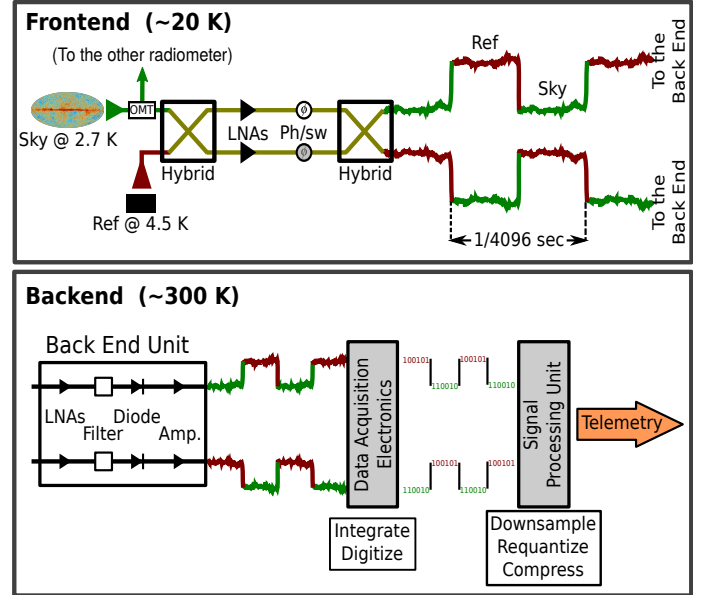 Frontend (~20 K)
(To the other radiometer)
OMT
Sky @ 2.7 K
Ref @ 4.5 K
Hybrid
LNAs
Ph/sw
ϕ
ϕ
Hybrid
Ref
Sky
To the
Back End
To the
Back End
1/4096 sec
Backend (~300 K)
Back End Unit
LNAs
Filter
Diode
Amp.
Data Acquisition
Electronics
100101
110010
100101
110010
110010
100101
110010
100101
Signal
Processing Unit
Telemetry
Integrate
Digitize
Downsample
Requantize
Compress